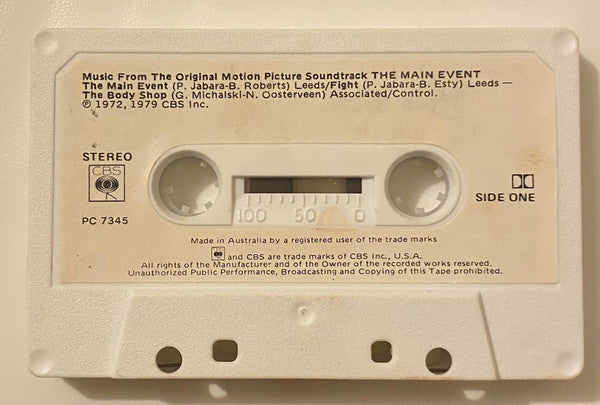 Music From The Original Motion Picture Soundtrack THE MAIN EVENT
The Main Event (P. Jabara-B. Roberts) Leeds/Fight (P. Jabara-B. Esty) Leeds —
The Body Shop (G. Michalski-N. Oosterveen) Associated/Control.
℗ 1972, 1979 CBS Inc.
STEREO
CBS
PC 7345
100 50 0
SIDE ONE
Made in Australia by a registered user of the trade marks
and CBS are trade marks of CBS Inc., U.S.A.
All rights of the Manufacturer and of the Owner of the recorded works reserved.
Unauthorized Public Performance, Broadcasting and Copying of this Tape prohibited.